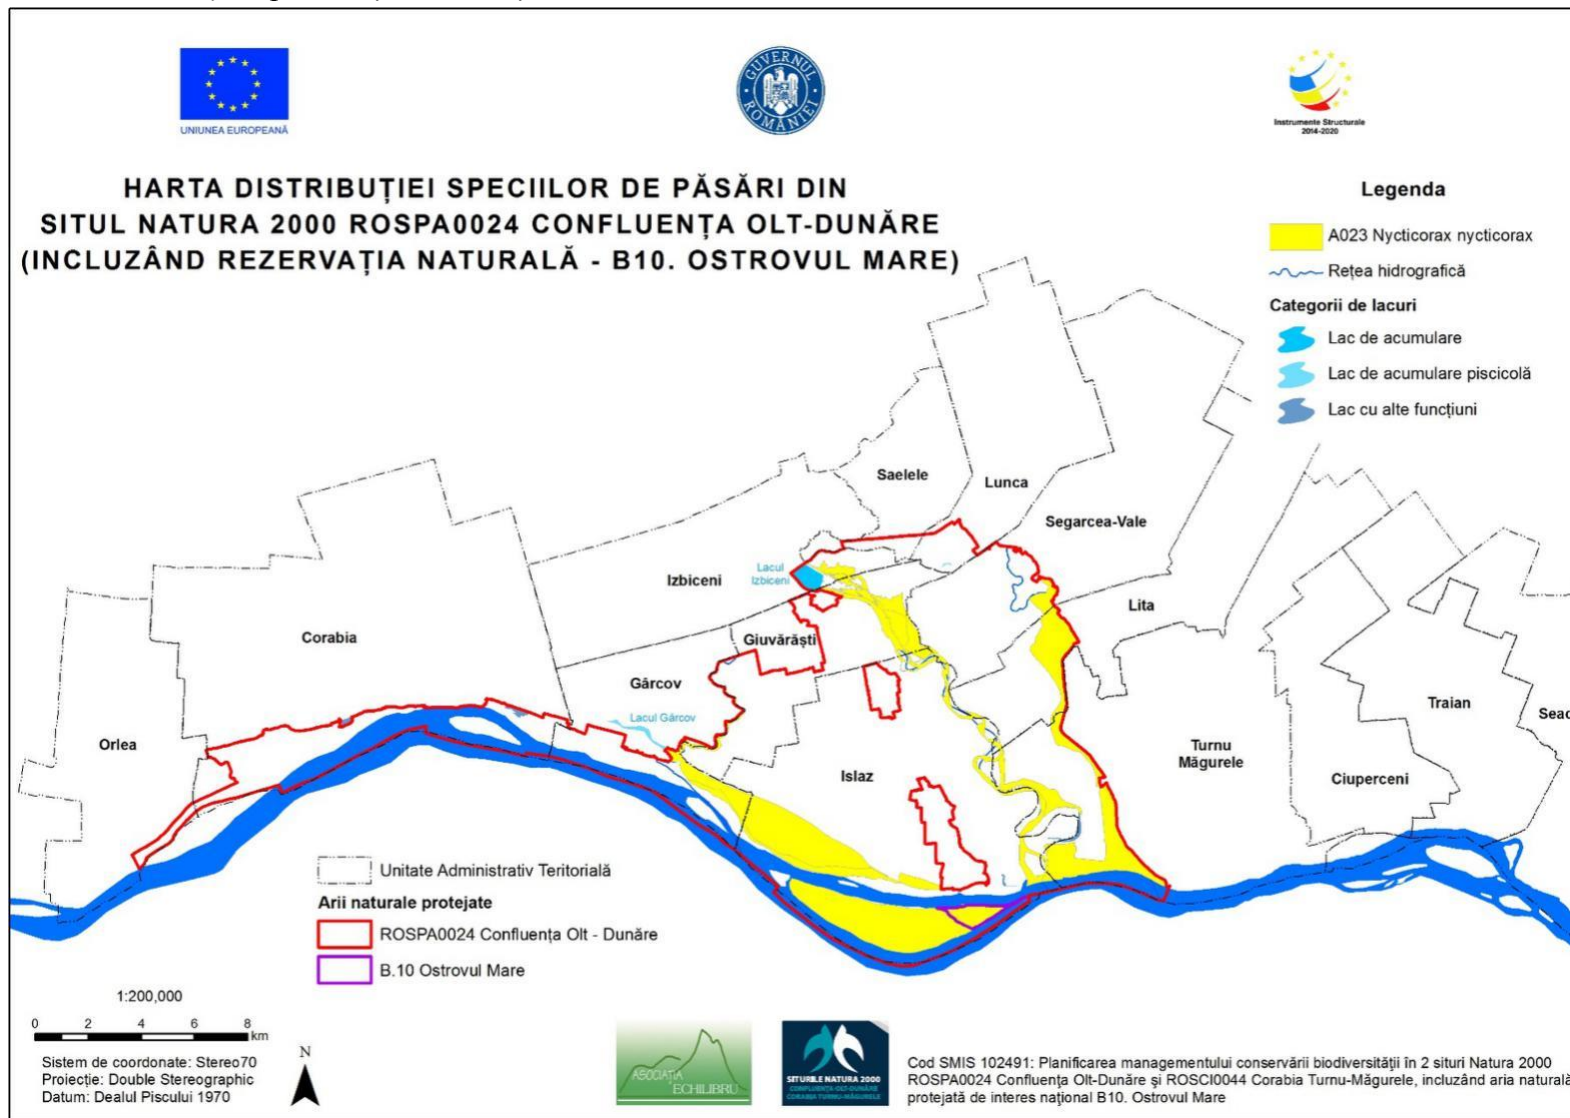 UNIUNEA EUROPEANĂ
GUVERNUL ROMÂNIEI
Instrumente Structurale
2014-2020
HARTA DISTRIBUȚIEI SPECIILOR DE PĂSĂRI DIN
SITUL NATURA 2000 ROSPA0024 CONFLUENȚA OLT-DUNĂRE
(INCLUZÂND REZERVAȚIA NATURALĂ - B10. OSTROVUL MARE)
Legenda
A023 Nycticorax nycticorax
Rețea hidrografică
Categorii de lacuri
Lac de acumulare
Lac de acumulare piscicolă
Lac cu alte funcțiuni
Saelele
Lunca
Segarcea-Vale
Lacul
Izbiceni
Izbiceni
Lita
Corabia
Giuvărăști
Gârcov
Lacul Gârcov
Orlea
Islaz
Turnu
Măgurele
Ciuperceni
Traian
Seac
Unitate Administrativ Teritorială
Arii naturale protejate
ROSPA0024 Confluența Olt - Dunăre
B.10 Ostrovul Mare
1:200,000
0 2 4 6 8 km
Sistem de coordonate: Stereo70
Proiecție: Double Stereographic
Datum: Dealul Piscului 1970
N
ASOCIAȚIA
ECHILIBRU
SITURILE NATURA 2000
CONFLUENȚA OLT-DUNĂRE
CORABIA TURNU-MĂGURELE
Cod SMIS 102491: Planificarea managementului conservării biodiversității în 2 situri Natura 2000
ROSPA0024 Confluența Olt-Dunăre și ROSCI0044 Corabia Turnu-Măgurele, incluzând aria naturală
protejată de interes național B10. Ostrovul Mare